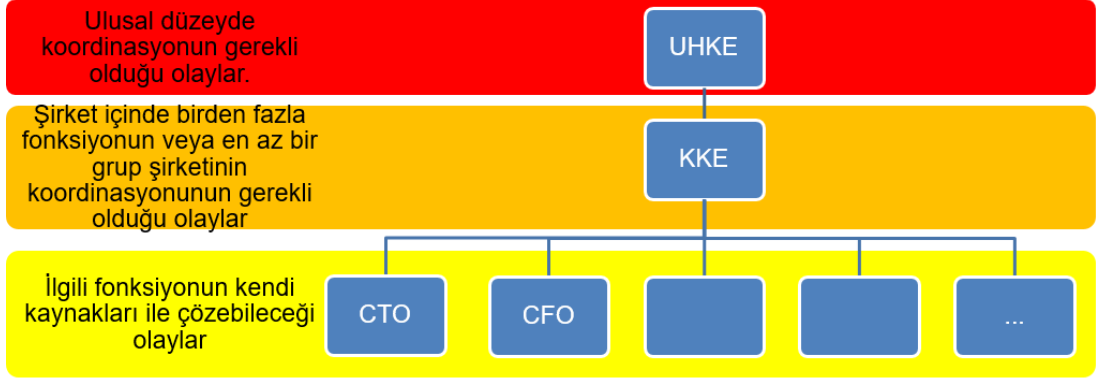 Ulusal düzeyde
koordinasyonun gerekli
olduğu olaylar.
UHKE
Şirket içinde birden fazla
fonksiyonun veya en az bir
grup şirketinin
koordinasyonunun gerekli
olduğu olaylar
KKE
İlgili fonksiyonun kendi
kaynakları ile çözebileceği
olaylar
CTO
CFO
...